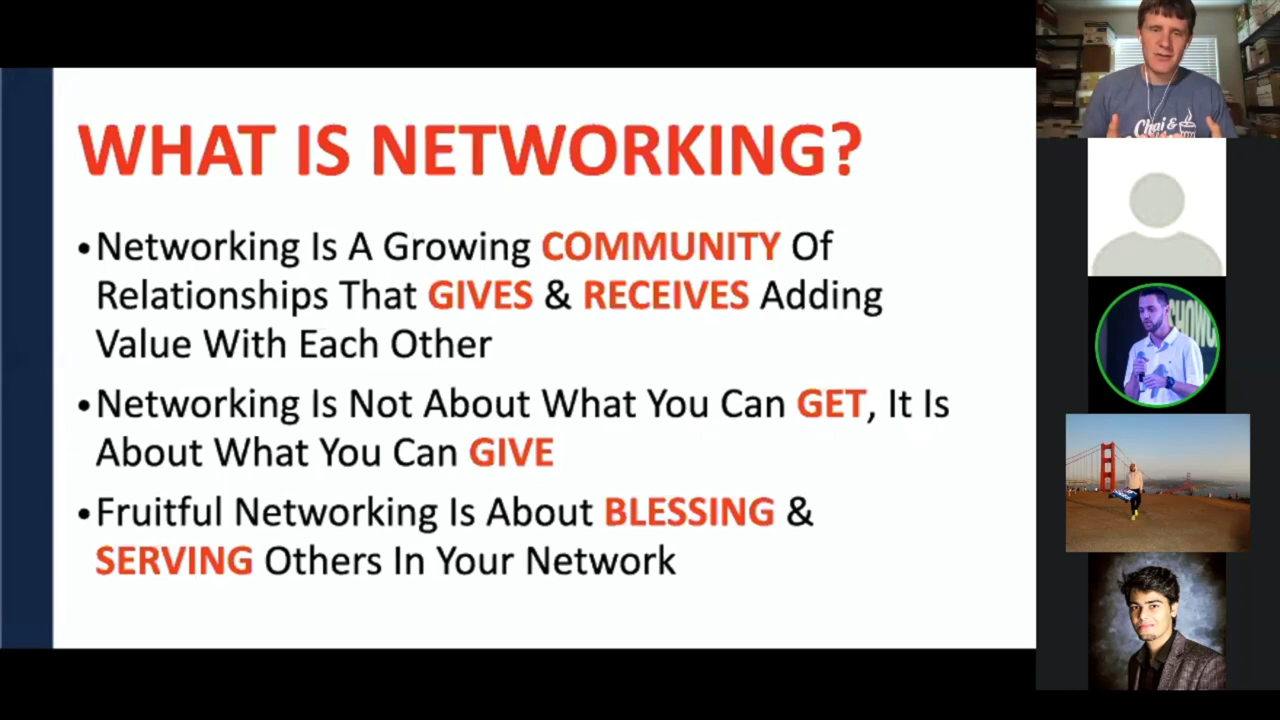 WHAT IS NETWORKING?
•Networking Is A Growing COMMUNITY Of
Relationships That GIVES & RECEIVES Adding
Value With Each Other
•Networking Is Not About What You Can GET, It Is
About What You Can GIVE
•Fruitful Networking Is About BLESSING &
SERVING Others In Your Network
Chai &